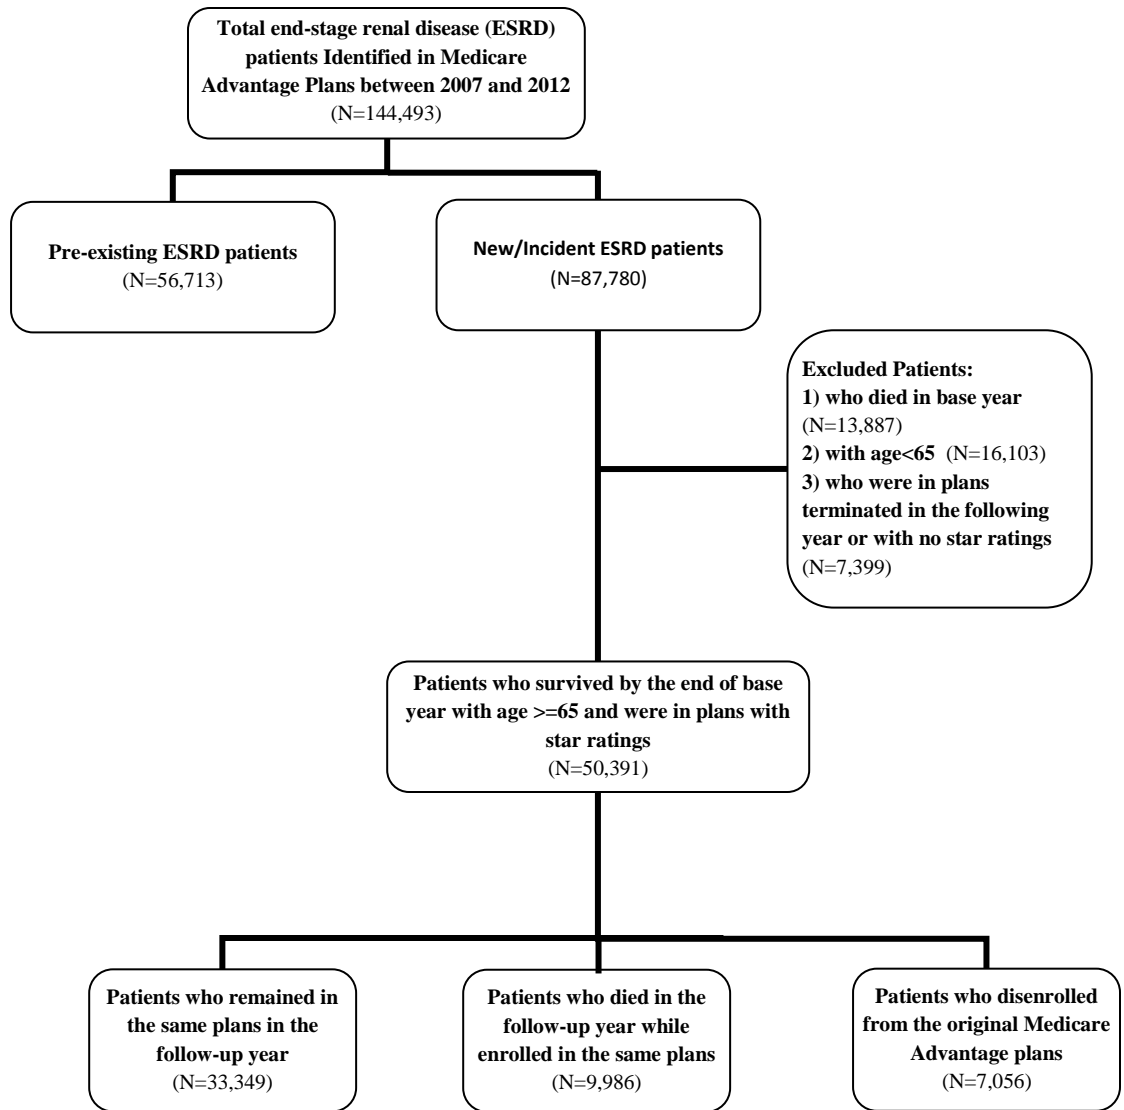 Total end-stage renal disease (ESRD)
patients Identified in Medicare
Advantage Plans between 2007 and 2012
(N=144,493)
Pre-existing ESRD patients
(N=56,713)
New/Incident ESRD patients
(N=87,780)
Excluded Patients:
1) who died in base year
(N=13,887)
2) with age<65 (N=16,103)
3) who were in plans
terminated in the following
year or with no star ratings
(N=7,399)
Patients who survived by the end of base
year with age >=65 and were in plans with
star ratings
(N=50,391)
Patients who remained in
the same plans in the
follow-up year
(N=33,349)
Patients who died in the
follow-up year while
enrolled in the same plans
(N=9,986)
Patients who disenrolled
from the original Medicare
Advantage plans
(N=7,056)